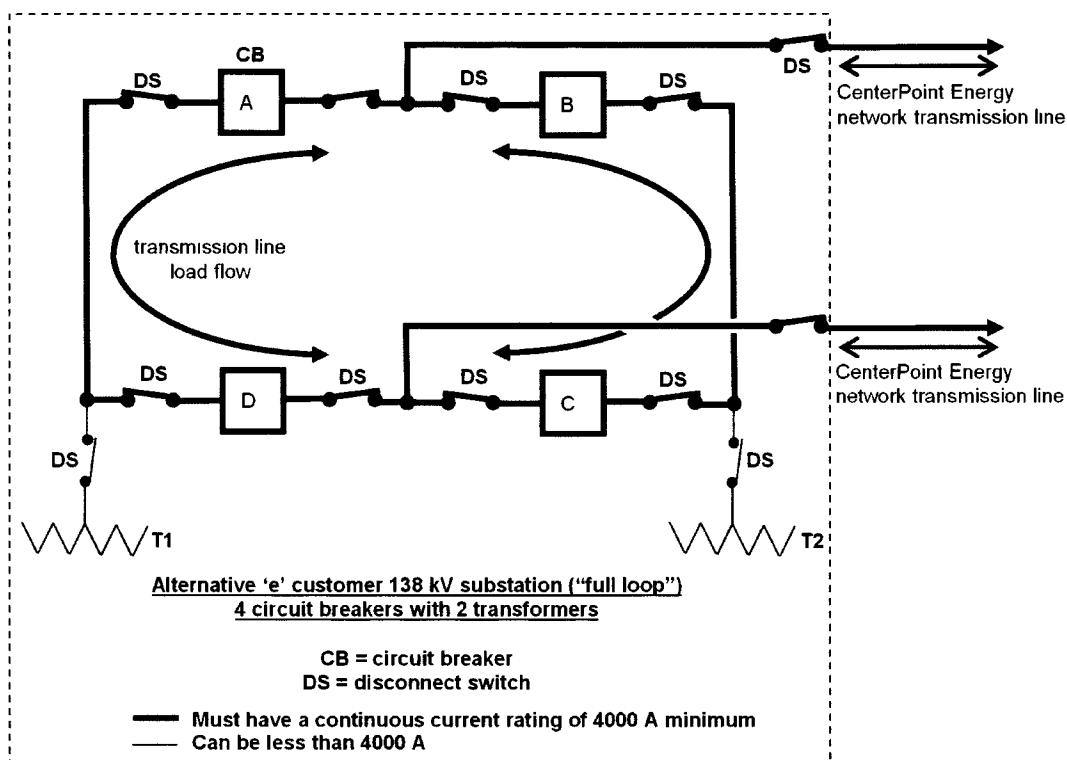 CB
DS
DS
DS
DS
A
B
CenterPoint Energy
network transmission line
transmission line
load flow
DS
DS
DS
DS
D
C
CenterPoint Energy
network transmission line
DS
DS
T1
T2
Alternative ‘e’ customer 138 kV substation (“full loop”)
4 circuit breakers with 2 transformers
CB = circuit breaker
DS = disconnect switch
Must have a continuous current rating of 4000 A minimum
Can be less than 4000 A